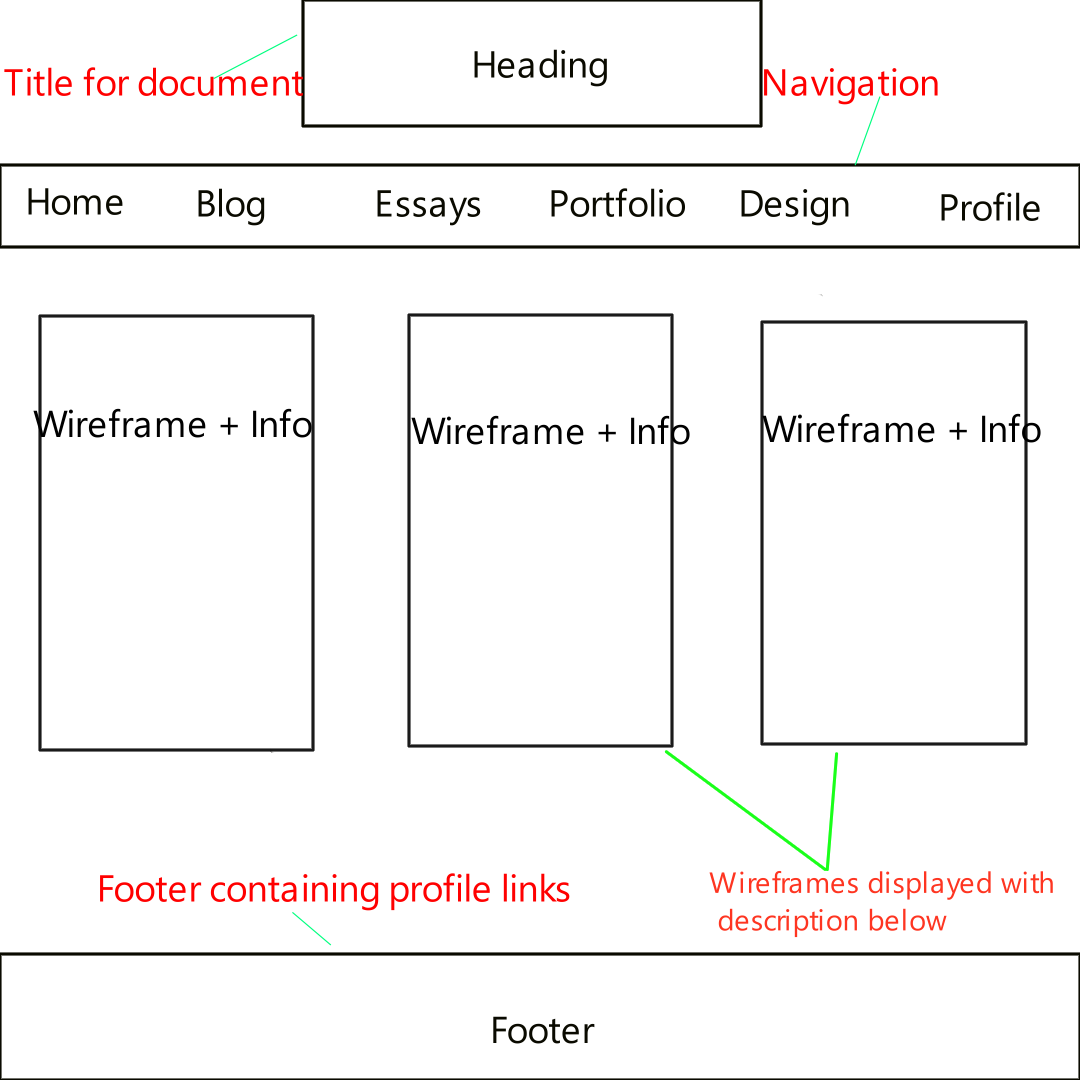 Heading
Title for document
Navigation
Home Blog Essays Portfolio Design Profile
Wireframe + Info
Wireframe + Info
Wireframe + Info
Footer containing profile links
Wireframes displayed with
description below
Footer